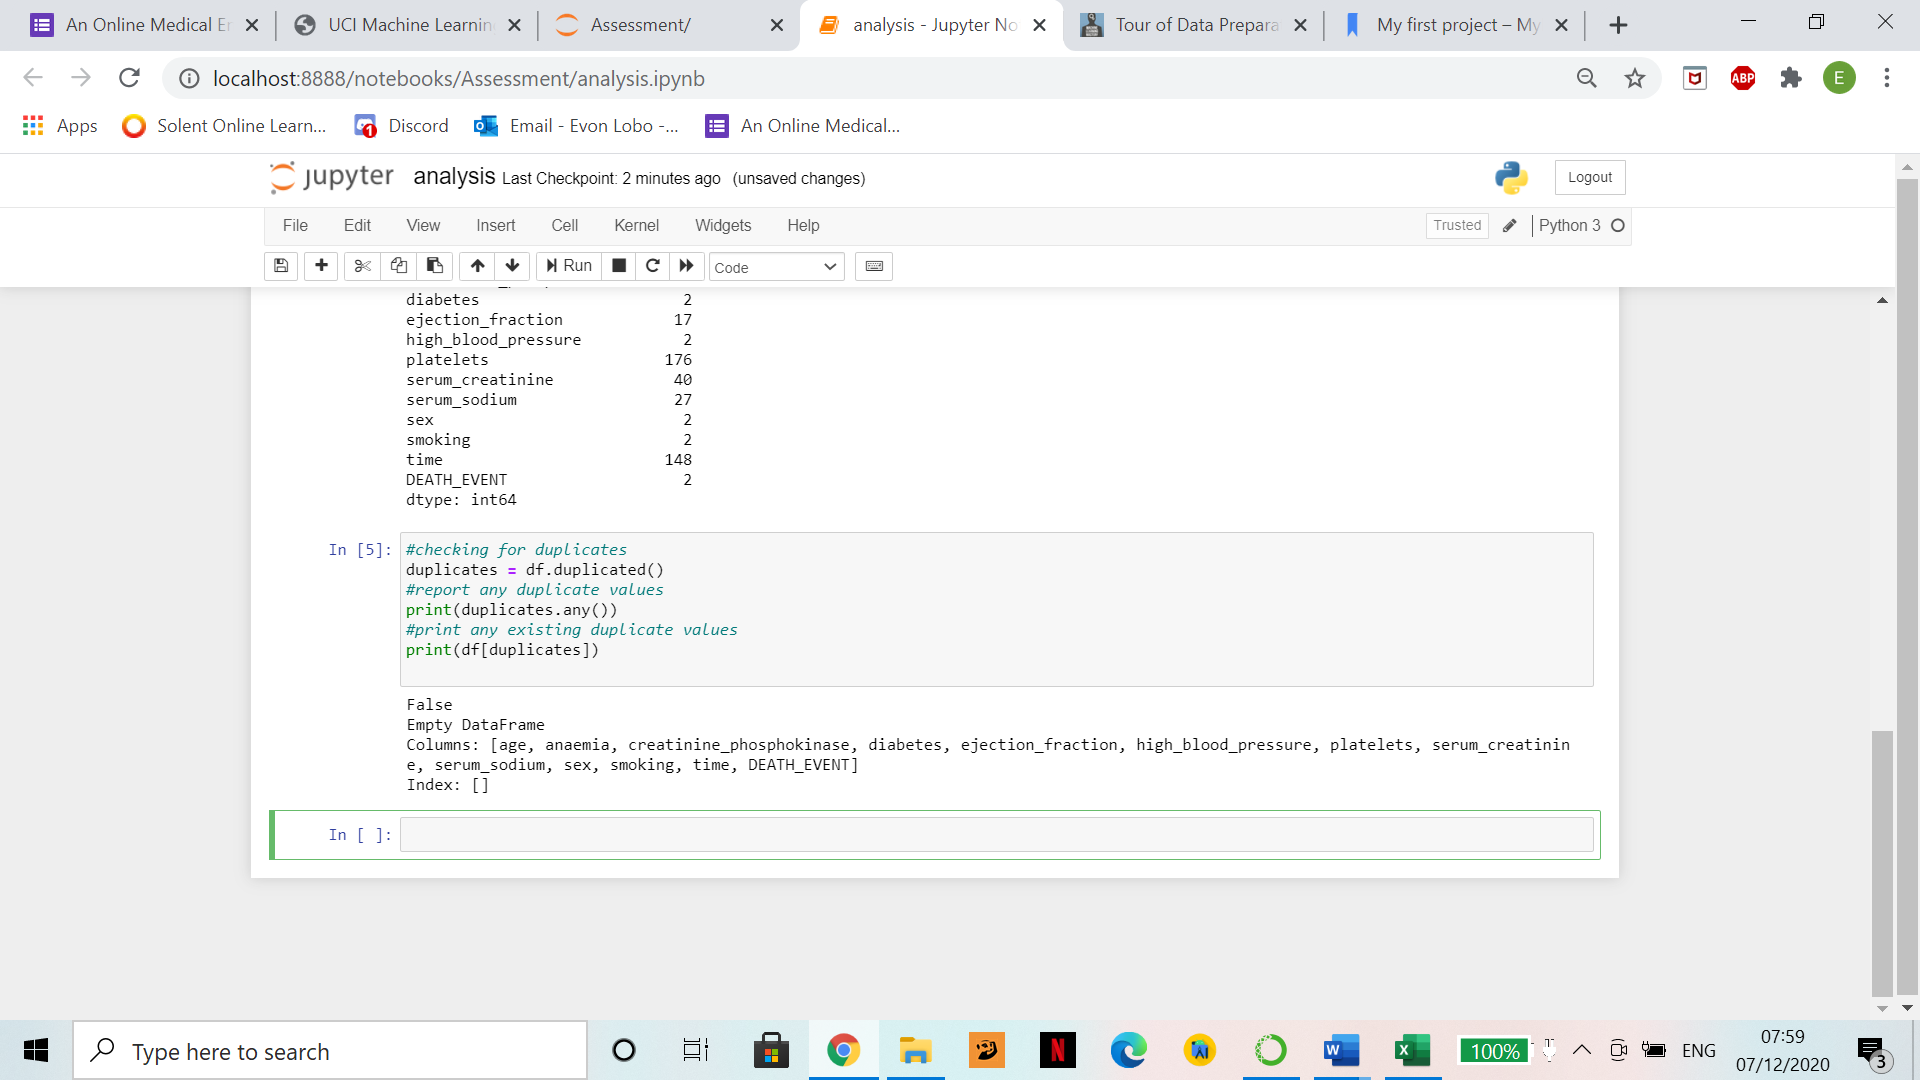 An Online Medical Er
UCI Machine Learnin
Assessment/
analysis - Jupyter No
Tour of Data Prepara
My first project – My
localhost:8888/notebooks/Assessment/analysis.ipynb
ABP
E
Apps
Solent Online Learn...
1
Discord
Email - Evon Lobo -...
An Online Medical...
jupyter
analysis Last Checkpoint: 2 minutes ago (unsaved changes)
Logout
File Edit View Insert Cell Kernel Widgets Help
Trusted
Python 3
Run
Code
diabetes 2
ejection_fraction 17
high_blood_pressure 2
platelets 176
serum_creatinine 40
serum_sodium 27
sex 2
smoking 2
time 148
DEATH_EVENT 2
dtype: int64
In [5]: #checking for duplicates
duplicates = df.duplicated()
#report any duplicate values
print(duplicates.any())
#print any existing duplicate values
print(df[duplicates])
False
Empty DataFrame
Columns: [age, anaemia, creatinine_phosphokinase, diabetes, ejection_fraction, high_blood_pressure, platelets, serum_creatinin
e, serum_sodium, sex, smoking, time, DEATH_EVENT]
Index: []
In [ ]:
Type here to search
N
W
X
100%
ENG
07:59
07/12/2020
3